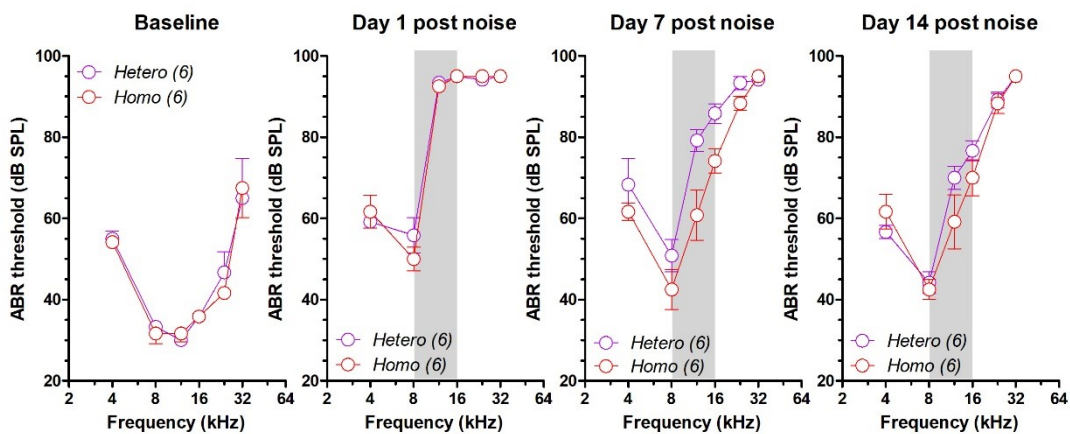 Baseline
Day 1 post noise
Day 7 post noise
Day 14 post noise
ABR threshold (dB SPL)
100
80
60
40
20
Hetero (6)
Homo (6)
2 4 8 16 32 64
Frequency (kHz)
ABR threshold (dB SPL)
100
80
60
40
20
Hetero (6)
Homo (6)
2 4 8 16 32 64
Frequency (kHz)
ABR threshold (dB SPL)
100
80
60
40
20
Hetero (6)
Homo (6)
2 4 8 16 32 64
Frequency (kHz)
ABR threshold (dB SPL)
100
80
60
40
20
Hetero (6)
Homo (6)
2 4 8 16 32 64
Frequency (kHz)